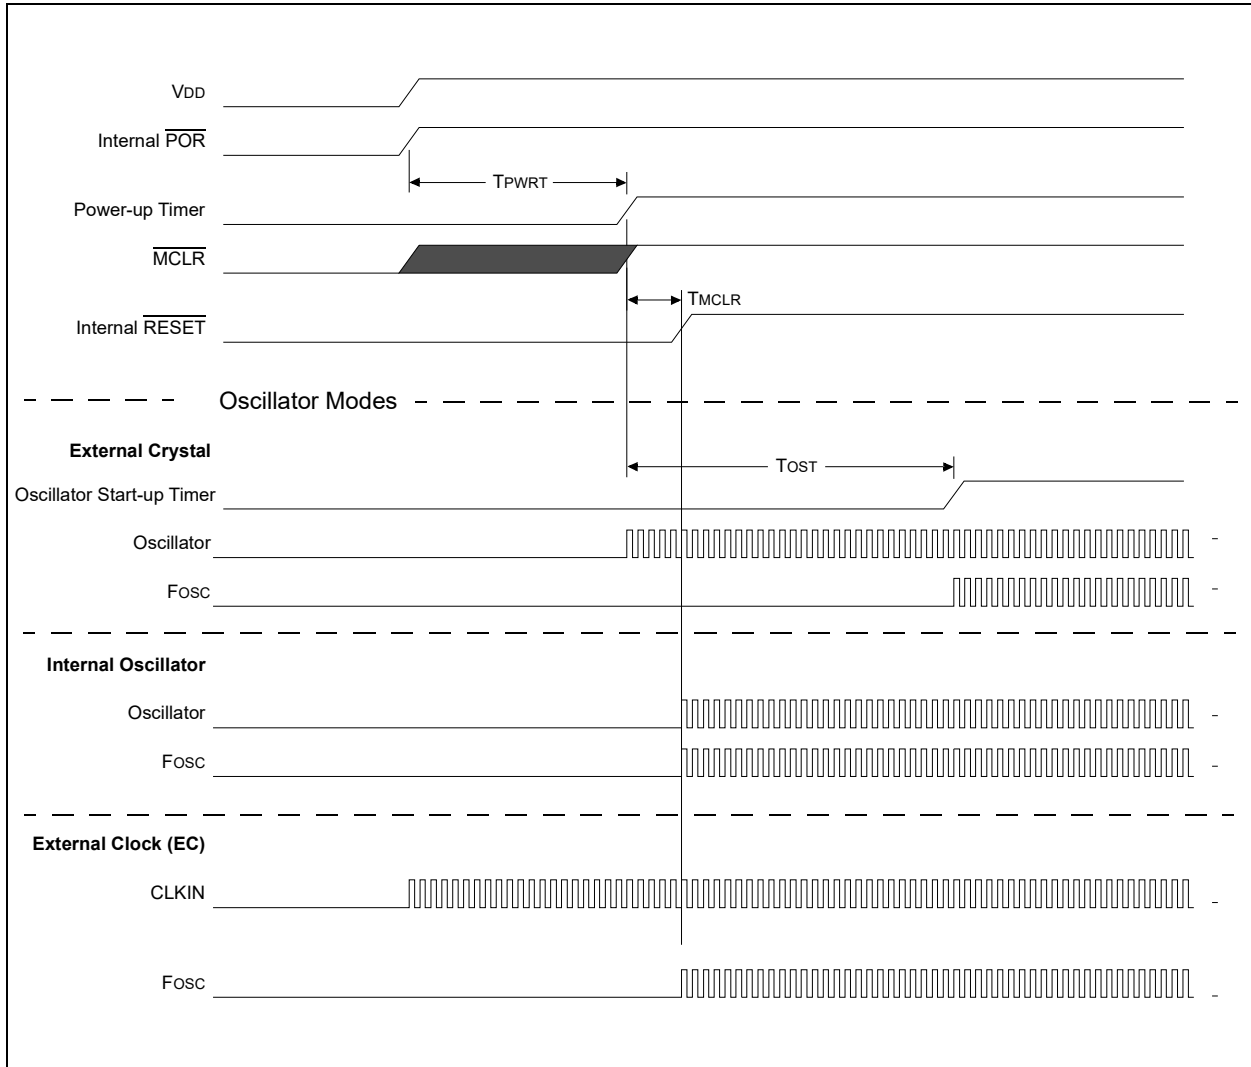 VDD
Internal POR
TPWRT
Power-up Timer
MCLR
TMCLR
Internal RESET
Oscillator Modes
External Crystal
TOST
Oscillator Start-up Timer
Oscillator
FOSC
Internal Oscillator
Oscillator
FOSC
External Clock (EC)
CLKIN
FOSC